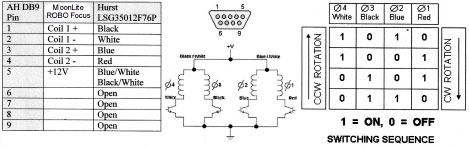 AH DB9 Pin MoonLite ROBO Focus Hurst LSG35012F76P
1 Coil 1 + Black
2 Coil 1 - White
3 Coil 2 + Blue
4 Coil 2 - Red
5 +12V Blue/White Black/White
6 Open
7 Open
8 Open
9 Open
5 1
9 6
+V
Black / White Blue / White
Ø4 Ø3 Ø2 Ø1
White Black Blue Red
Ø4 Ø3 Ø2 Ø1
White Black Blue Red
1 0 1 0
1 0 0 1
0 1 0 1
0 1 1 0
CCW ROTATION
CW ROTATION
1 = ON, 0 = OFF
SWITCHING SEQUENCE